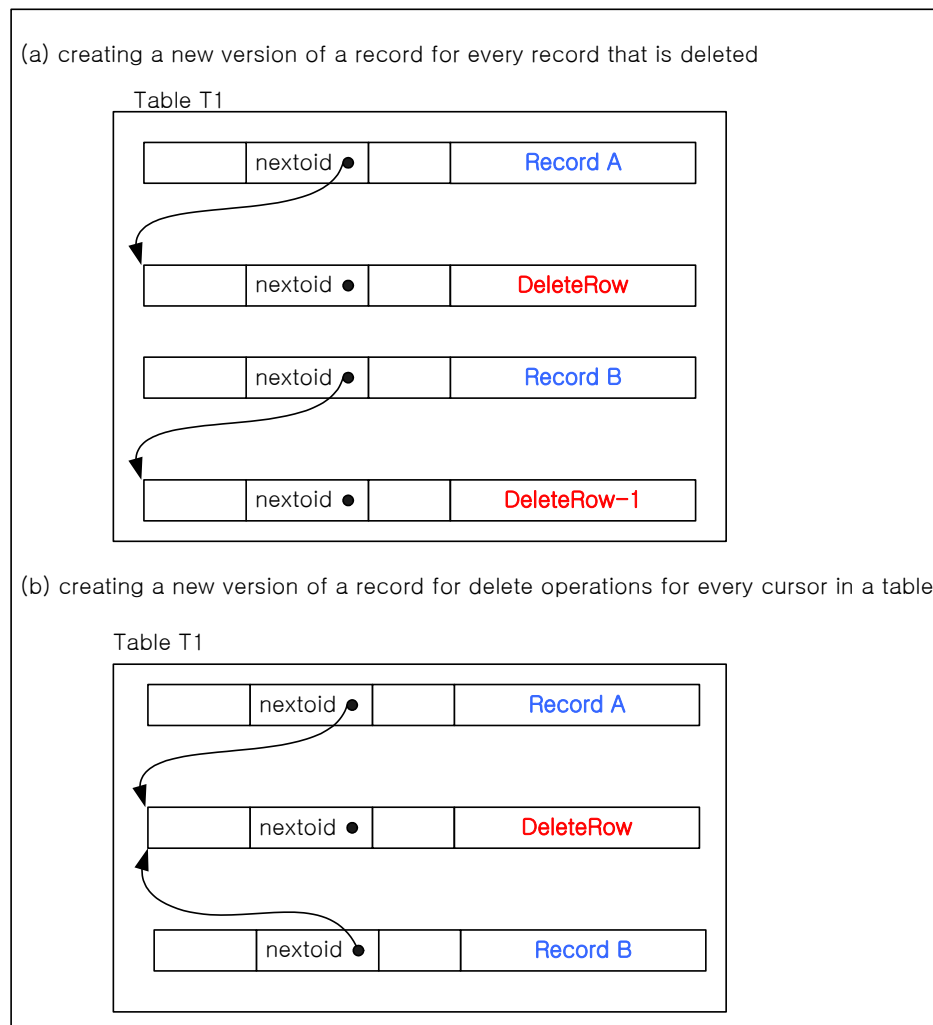 (a) creating a new version of a record for every record that is deleted
Table T1
nextoid Record A
nextoid DeleteRow
nextoid Record B
nextoid DeleteRow-1
(b) creating a new version of a record for delete operations for every cursor in a table
Table T1
nextoid Record A
nextoid DeleteRow
nextoid Record B